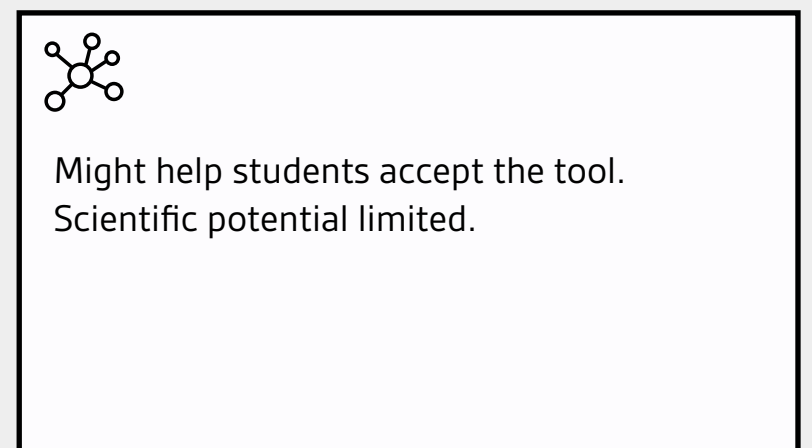 Might help students accept the tool.
Scientific potential limited.